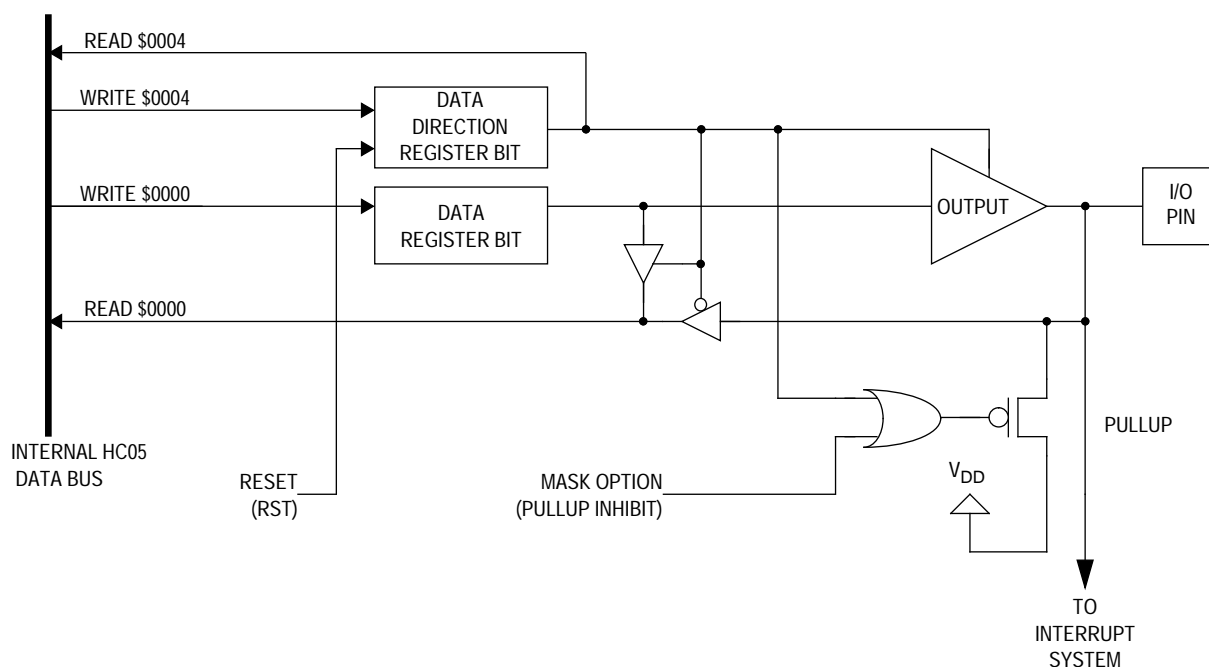 READ $0004
WRITE $0004
DATA
DIRECTION
REGISTER BIT
WRITE $0000
DATA
REGISTER BIT
OUTPUT
I/O
PIN
READ $0000
INTERNAL HC05
DATA BUS
RESET
(RST)
MASK OPTION
(PULLUP INHIBIT)
VDD
PULLUP
TO
INTERRUPT
SYSTEM